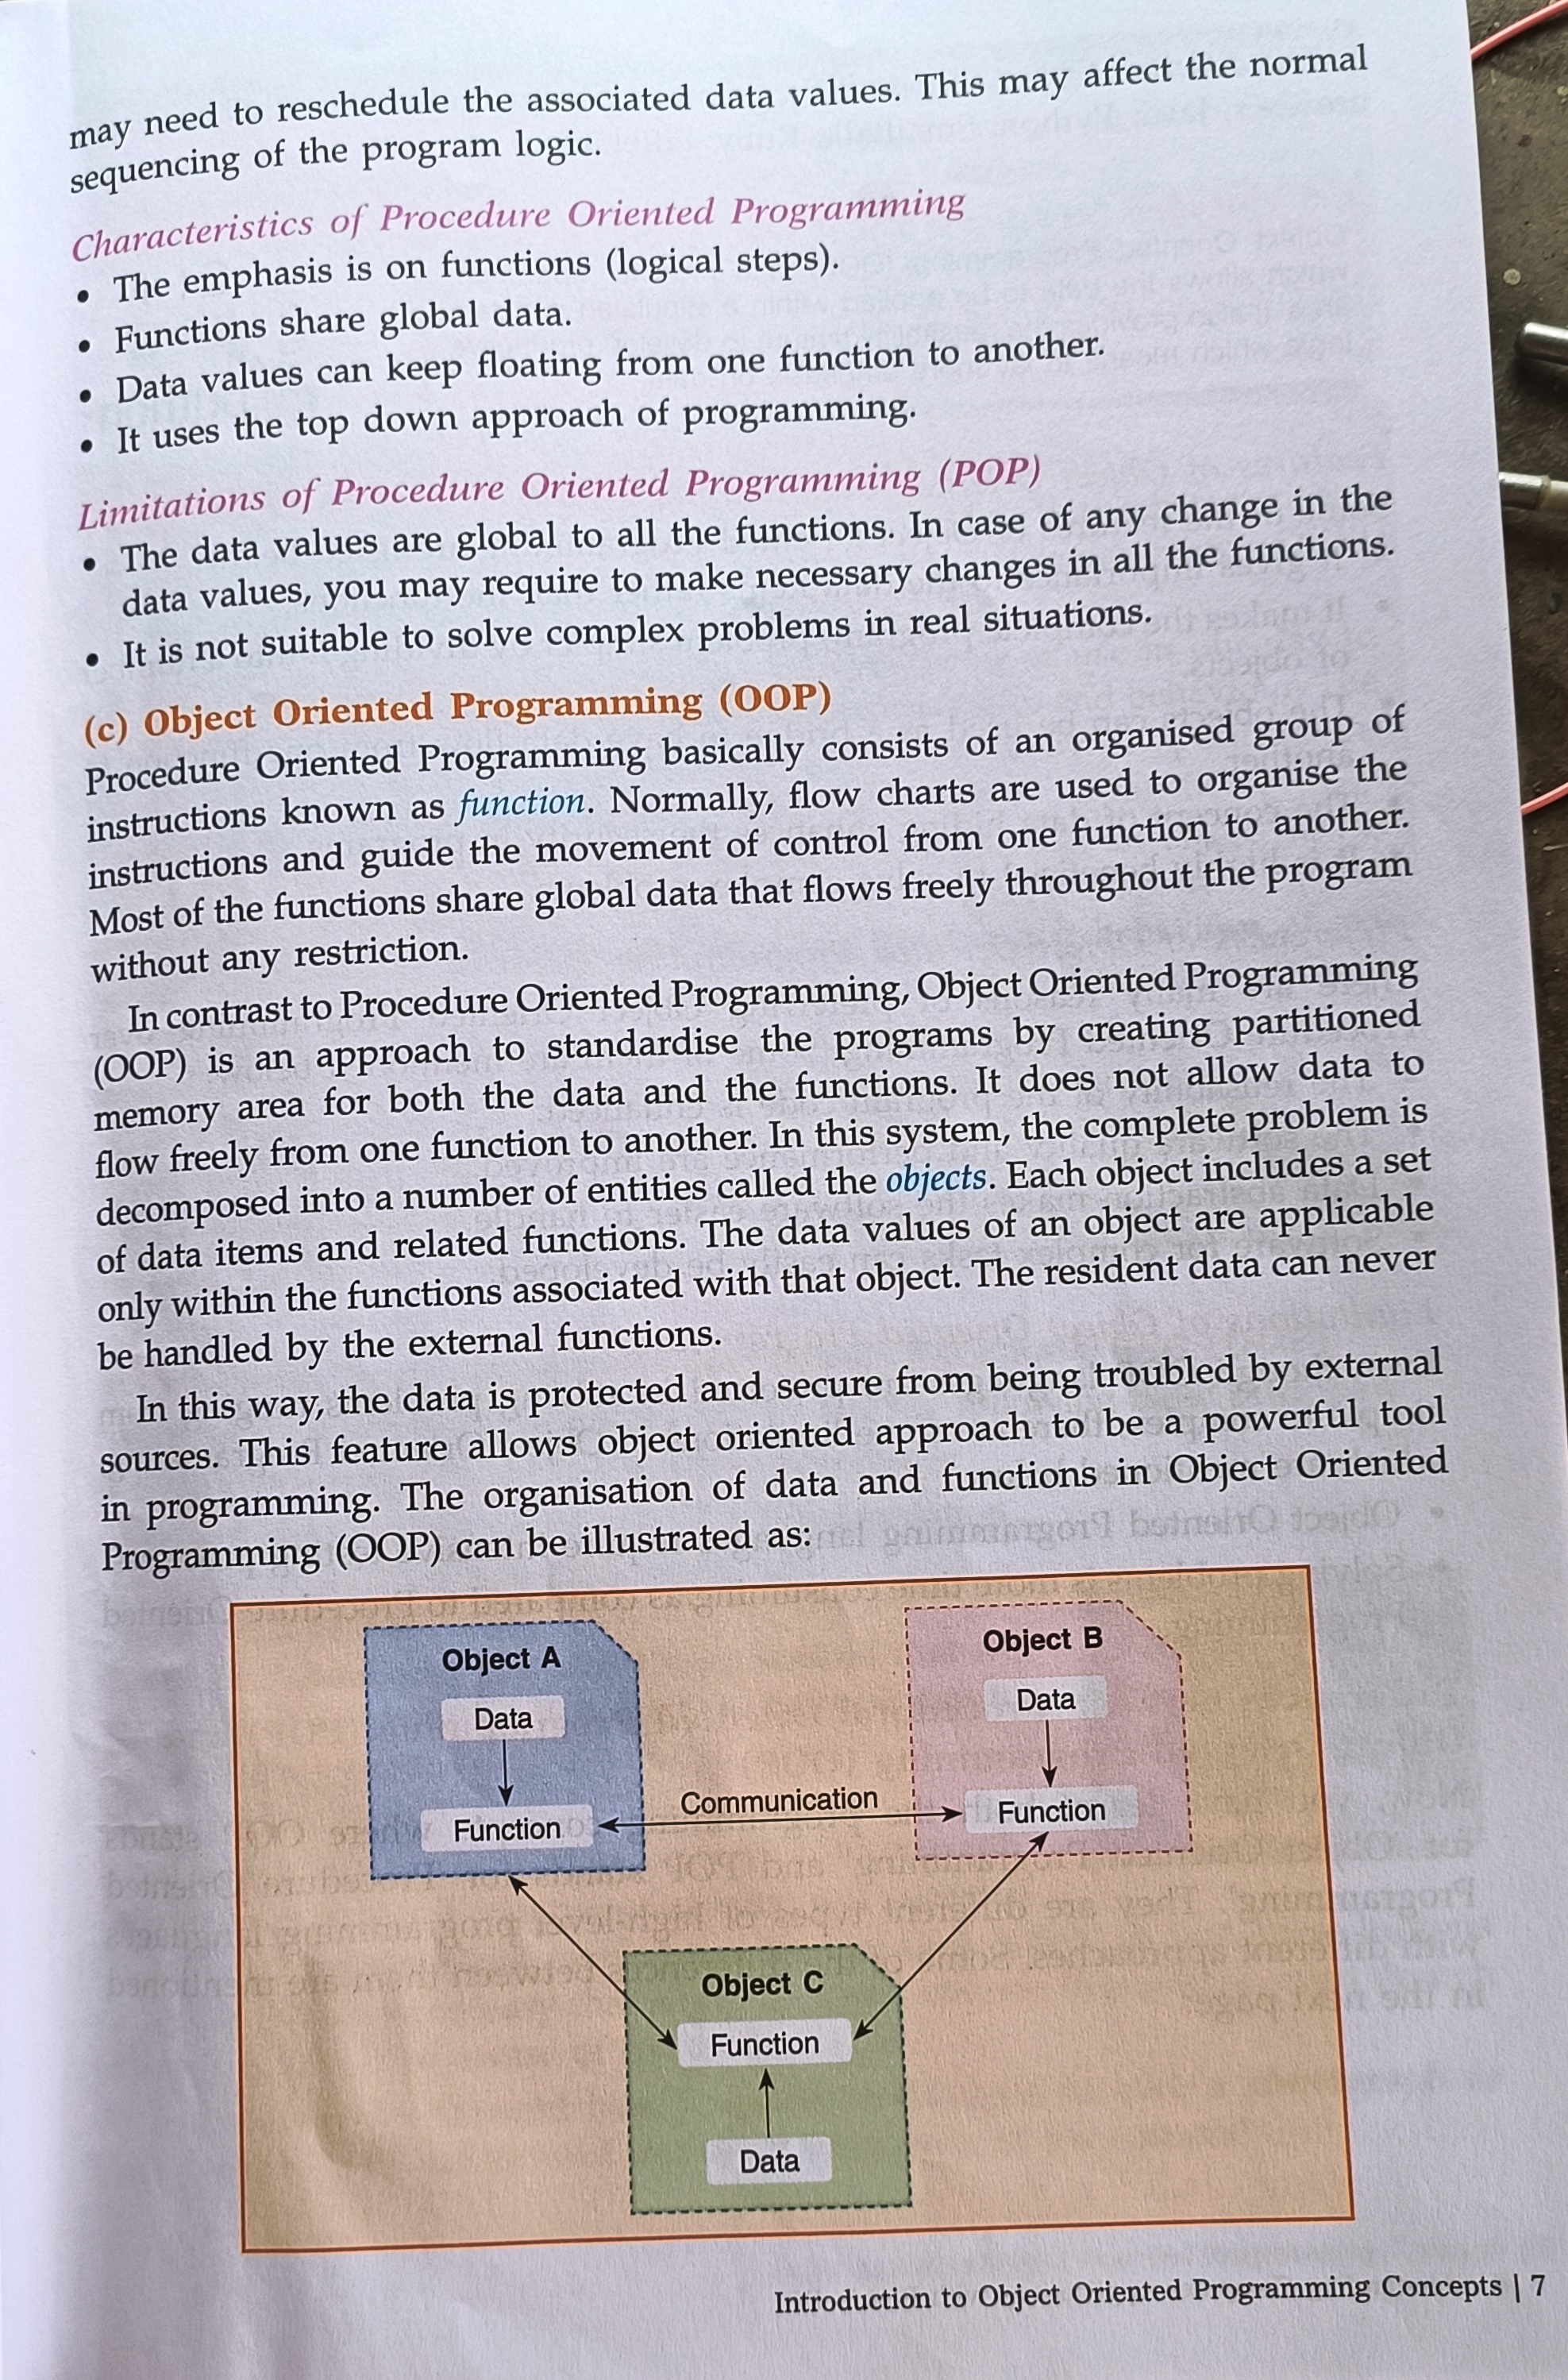 may need to reschedule the associated data values. This may affect the normal
sequencing of the program logic.
Characteristics of Procedure Oriented Programming
• The emphasis is on functions (logical steps).
• Functions share global data.
• Data values can keep floating from one function to another.
• It uses the top down approach of programming.
Limitations of Procedure Oriented Programming (POP)
• The data values are global to all the functions. In case of any change in the
data values, you may require to make necessary changes in all the functions.
• It is not suitable to solve complex problems in real situations.
(c) Object Oriented Programming (OOP)
Procedure Oriented Programming basically consists of an organised group of
instructions known as function. Normally, flow charts are used to organise the
instructions and guide the movement of control from one function to another.
Most of the functions share global data that flows freely throughout the program
without any restriction.
In contrast to Procedure Oriented Programming, Object Oriented Programming
(OOP) is an approach to standardise the programs by creating partitioned
memory area for both the data and the functions. It does not allow data to
flow freely from one function to another. In this system, the complete problem is
decomposed into a number of entities called the objects. Each object includes a set
of data items and related functions. The data values of an object are applicable
only within the functions associated with that object. The resident data can never
be handled by the external functions.
In this way, the data is protected and secure from being troubled by external
sources. This feature allows object oriented approach to be a powerful tool
in programming. The organisation of data and functions in Object Oriented
Programming (OOP) can be illustrated as:
Object A
Data
Function
Communication
Object B
Data
Function
Object C
Function
Data
Introduction to Object Oriented Programming Concepts | 7